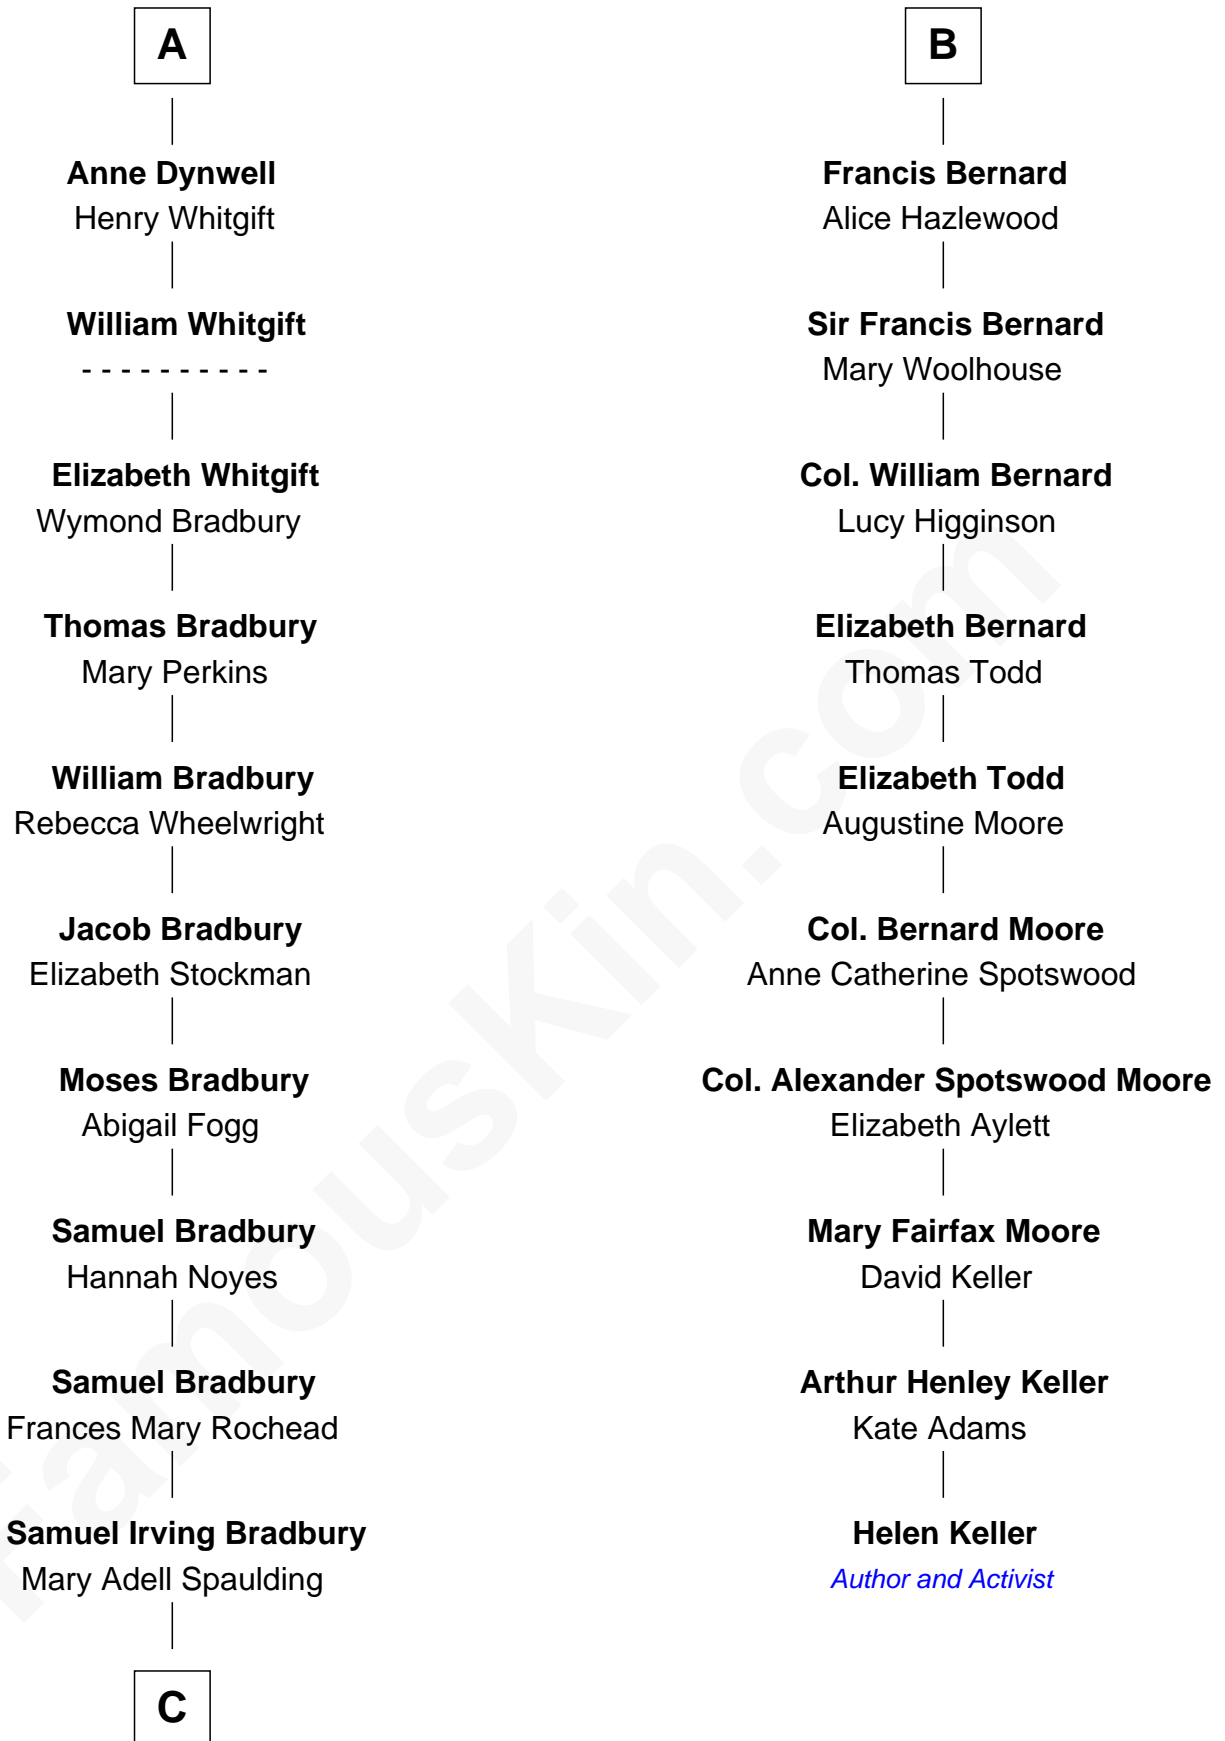 A
Anne Dynwell
Henry Whitgift
William Whitgift
- - - - - - - - - -
Elizabeth Whitgift
Wymond Bradbury
Thomas Bradbury
Mary Perkins
William Bradbury
Rebecca Wheelwright
Jacob Bradbury
Elizabeth Stockman
Moses Bradbury
Abigail Fogg
Samuel Bradbury
Hannah Noyes
Samuel Bradbury
Frances Mary Rochead
Samuel Irving Bradbury
Mary Adell Spaulding
C
B
Francis Bernard
Alice Hazlewood
Sir Francis Bernard
Mary Woolhouse
Col. William Bernard
Lucy Higginson
Elizabeth Bernard
Thomas Todd
Elizabeth Todd
Augustine Moore
Col. Bernard Moore
Anne Catherine Spotswood
Col. Alexander Spotswood Moore
Elizabeth Aylett
Mary Fairfax Moore
David Keller
Arthur Henley Keller
Kate Adams
Helen Keller
Author and Activist
FamousKin.com